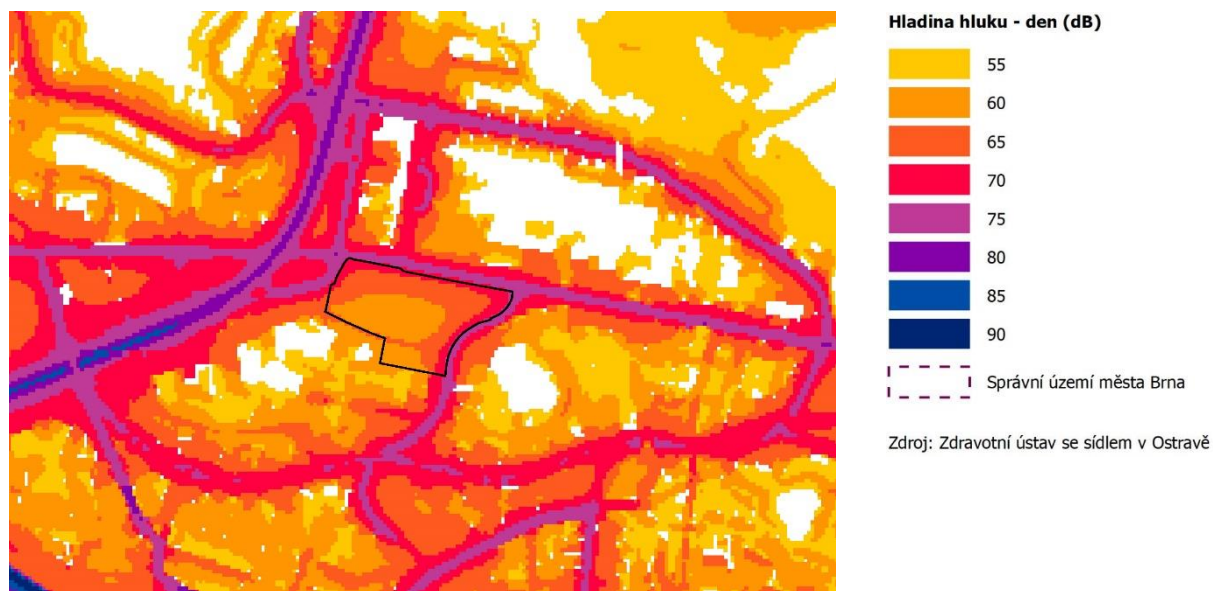 Hladina hluku - den (dB)
55
60
65
70
75
80
85
90
Správní území města Brna
Zdroj: Zdravotní ústav se sídlem v Ostravě